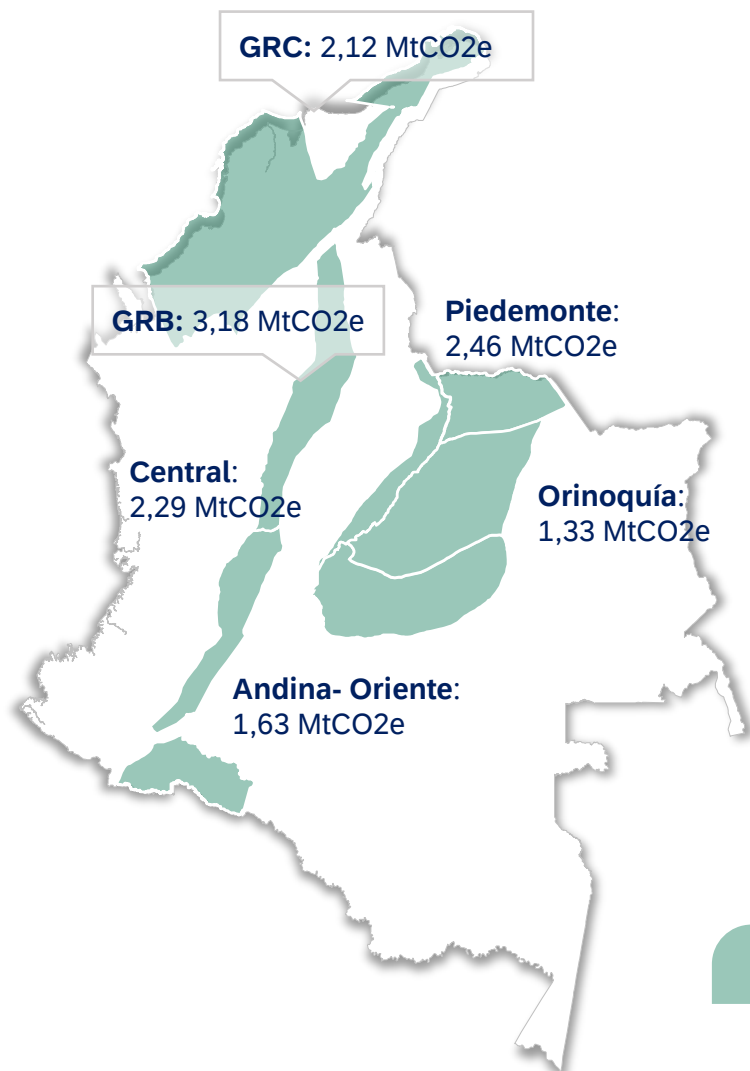 GRC: 2,12 MtCO2e
GRB: 3,18 MtCO2e
Piedemonte:
2,46 MtCO2e
Central:
2,29 MtCO2e
Orinoquía:
1,33 MtCO2e
Andina- Oriente:
1,63 MtCO2e